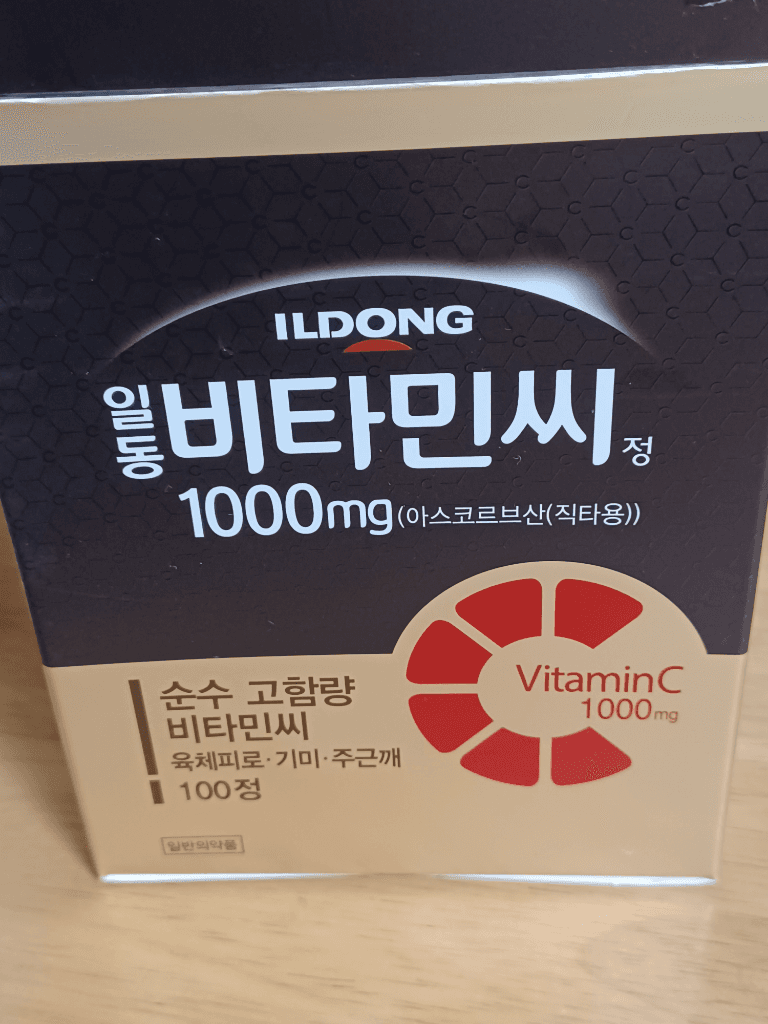 ILDONG
일동 비타민씨정
1000mg(아스코르브산(직타용))
VitaminC
1000mg
순수 고함량
비타민씨
육체피로·기미·주근깨
100정
일반의약품